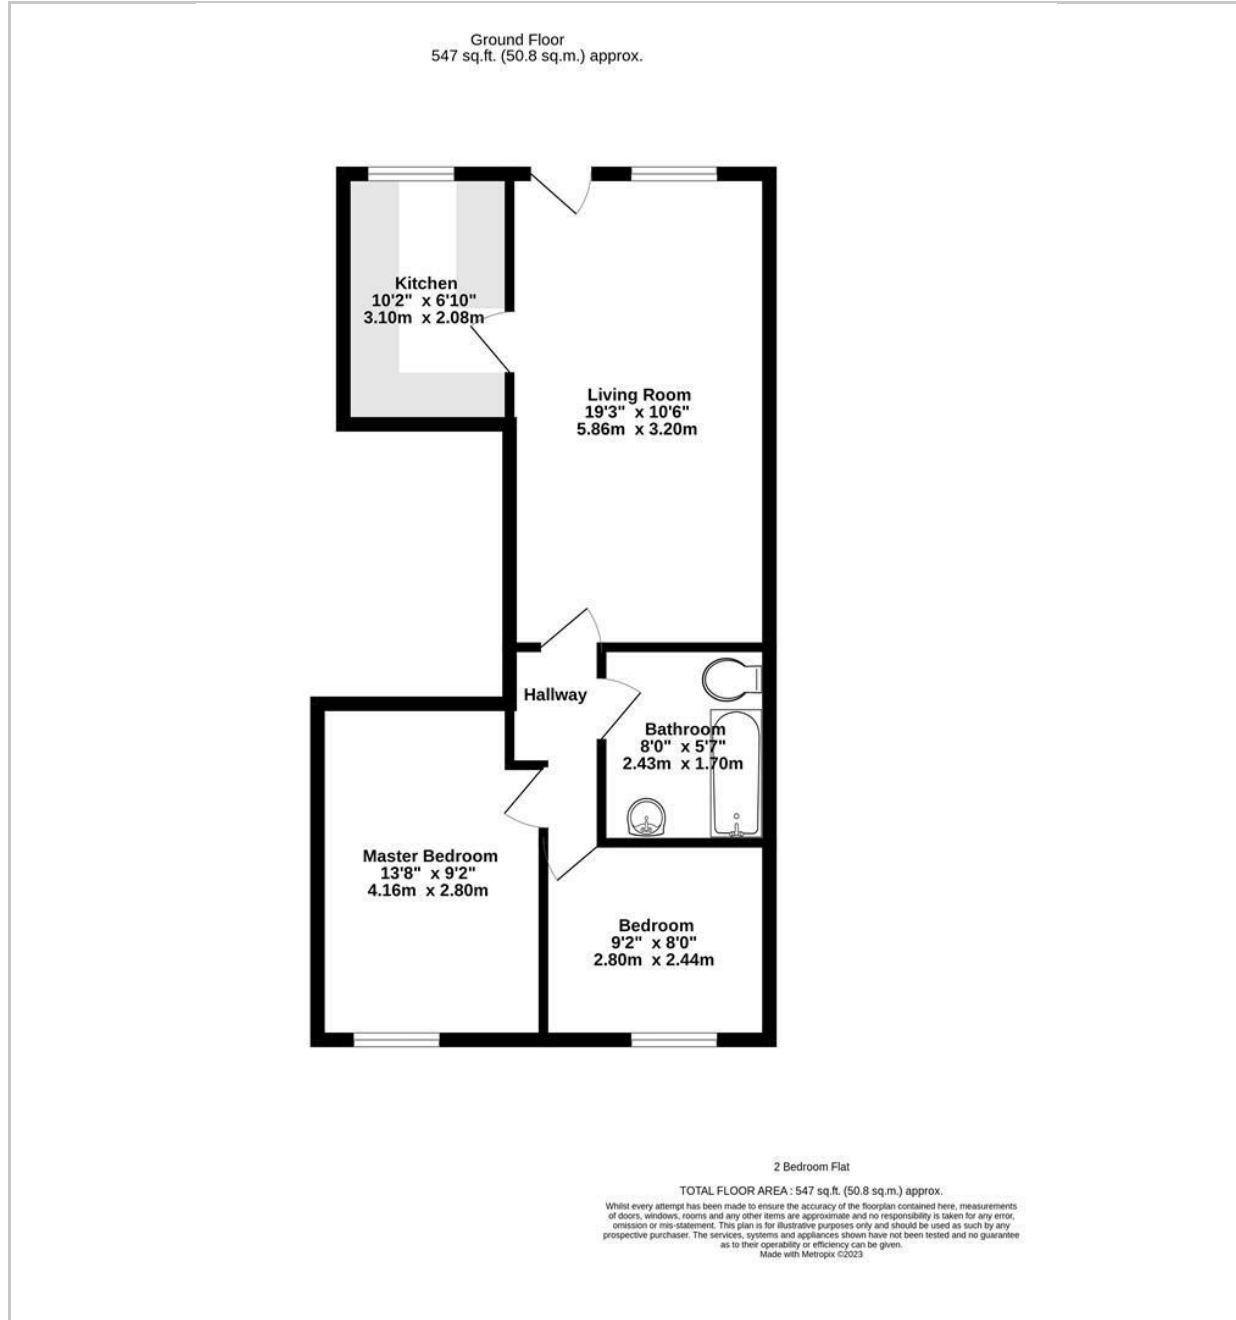 Ground Floor
547 sq.ft. (50.8 sq.m.) approx.
Kitchen
10'2" x 6'10"
3.10m x 2.08m
Living Room
19'3" x 10'6"
5.86m x 3.20m
Hallway
Bathroom
8'0" x 5'7"
2.43m x 1.70m
Master Bedroom
13'8" x 9'2"
4.16m x 2.80m
Bedroom
9'2" x 8'0"
2.80m x 2.44m
2 Bedroom Flat
TOTAL FLOOR AREA : 547 sq.ft. (50.8 sq.m.) approx.
Whilst every attempt has been made to ensure the accuracy of the floorplan contained here, measurements
of doors, windows, rooms and any other items are approximate and no responsibility is taken for any error,
omission or mis-statement. This plan is for illustrative purposes only and should be used as such by any
prospective purchaser. The services, systems and appliances shown have not been tested and no guarantee
as to their operability or efficiency can be given.
Made with Metropix ©2023